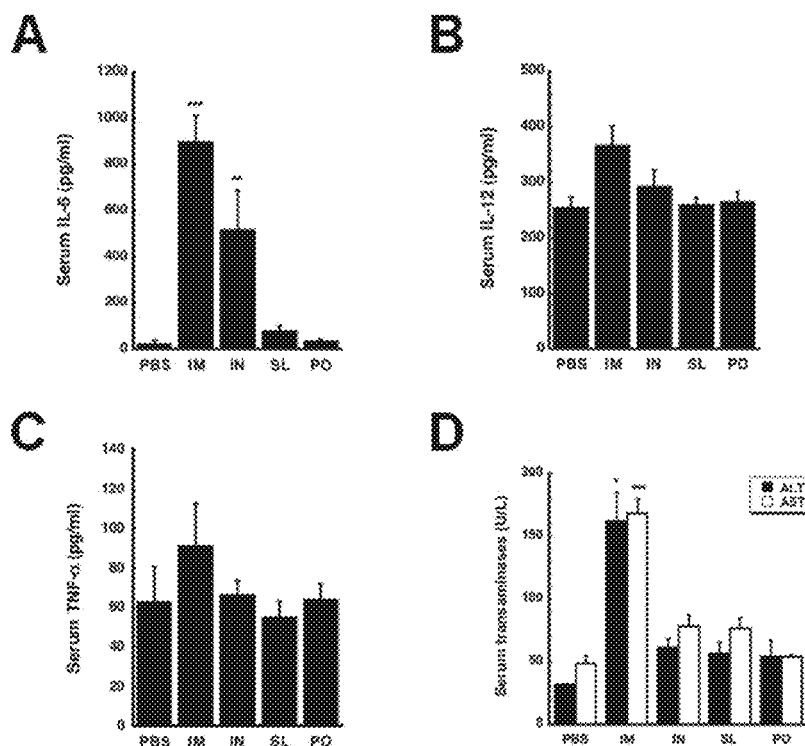 A
B
Serum IL-6 (pg/ml)
1200
1000
800
600
400
200
0
***
**
PBS IM IN SL PO
Serum IL-12 (pg/ml)
500
400
300
200
100
0
PBS IM IN SL PO
C
D
Serum TNF-α (pg/ml)
140
120
100
80
60
40
20
0
PBS IM IN SL PO
Serum transaminases (U/L)
200
150
100
50
0
*
***
ALT
AST
PBS IM IN SL PO